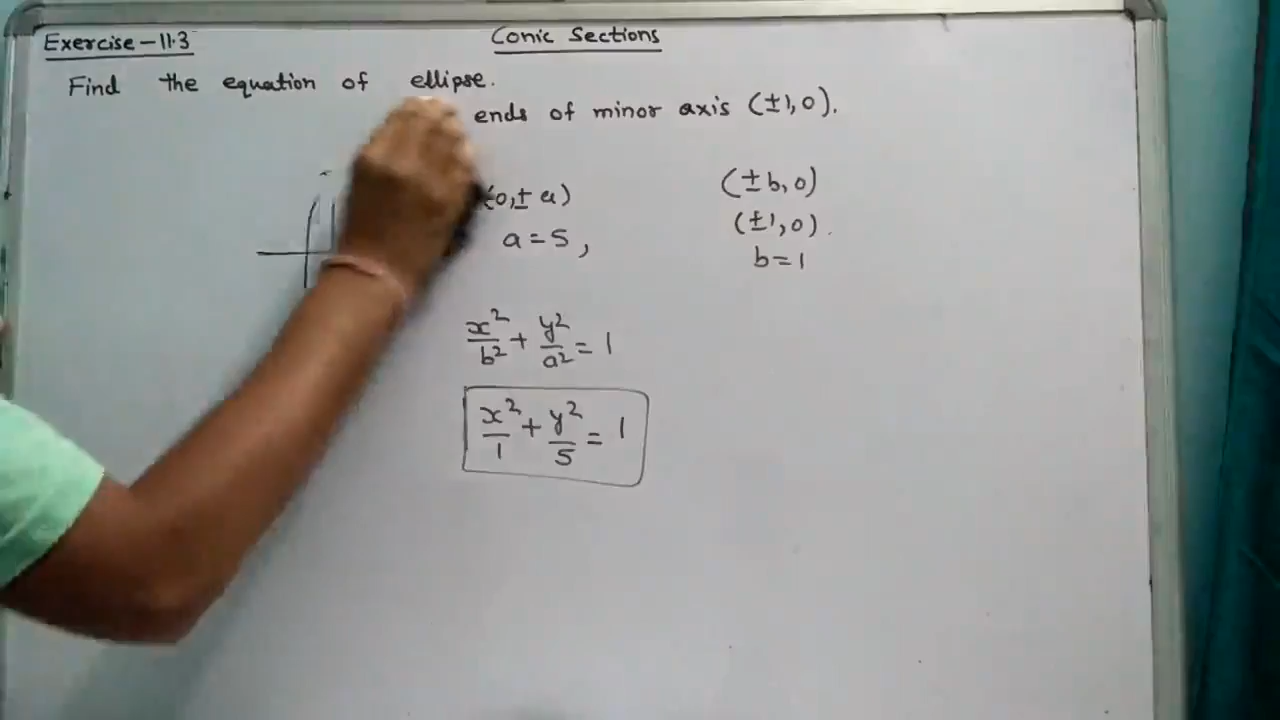 Exercise-11.3
Conic Sections
Find the equation of ellipse.
ends of minor axis (±1,0).
(0,± a)
(±b,0)
a=5,
(±1,0).
b=1
x²/b² + y²/a² = 1
x²/1 + y²/5 = 1